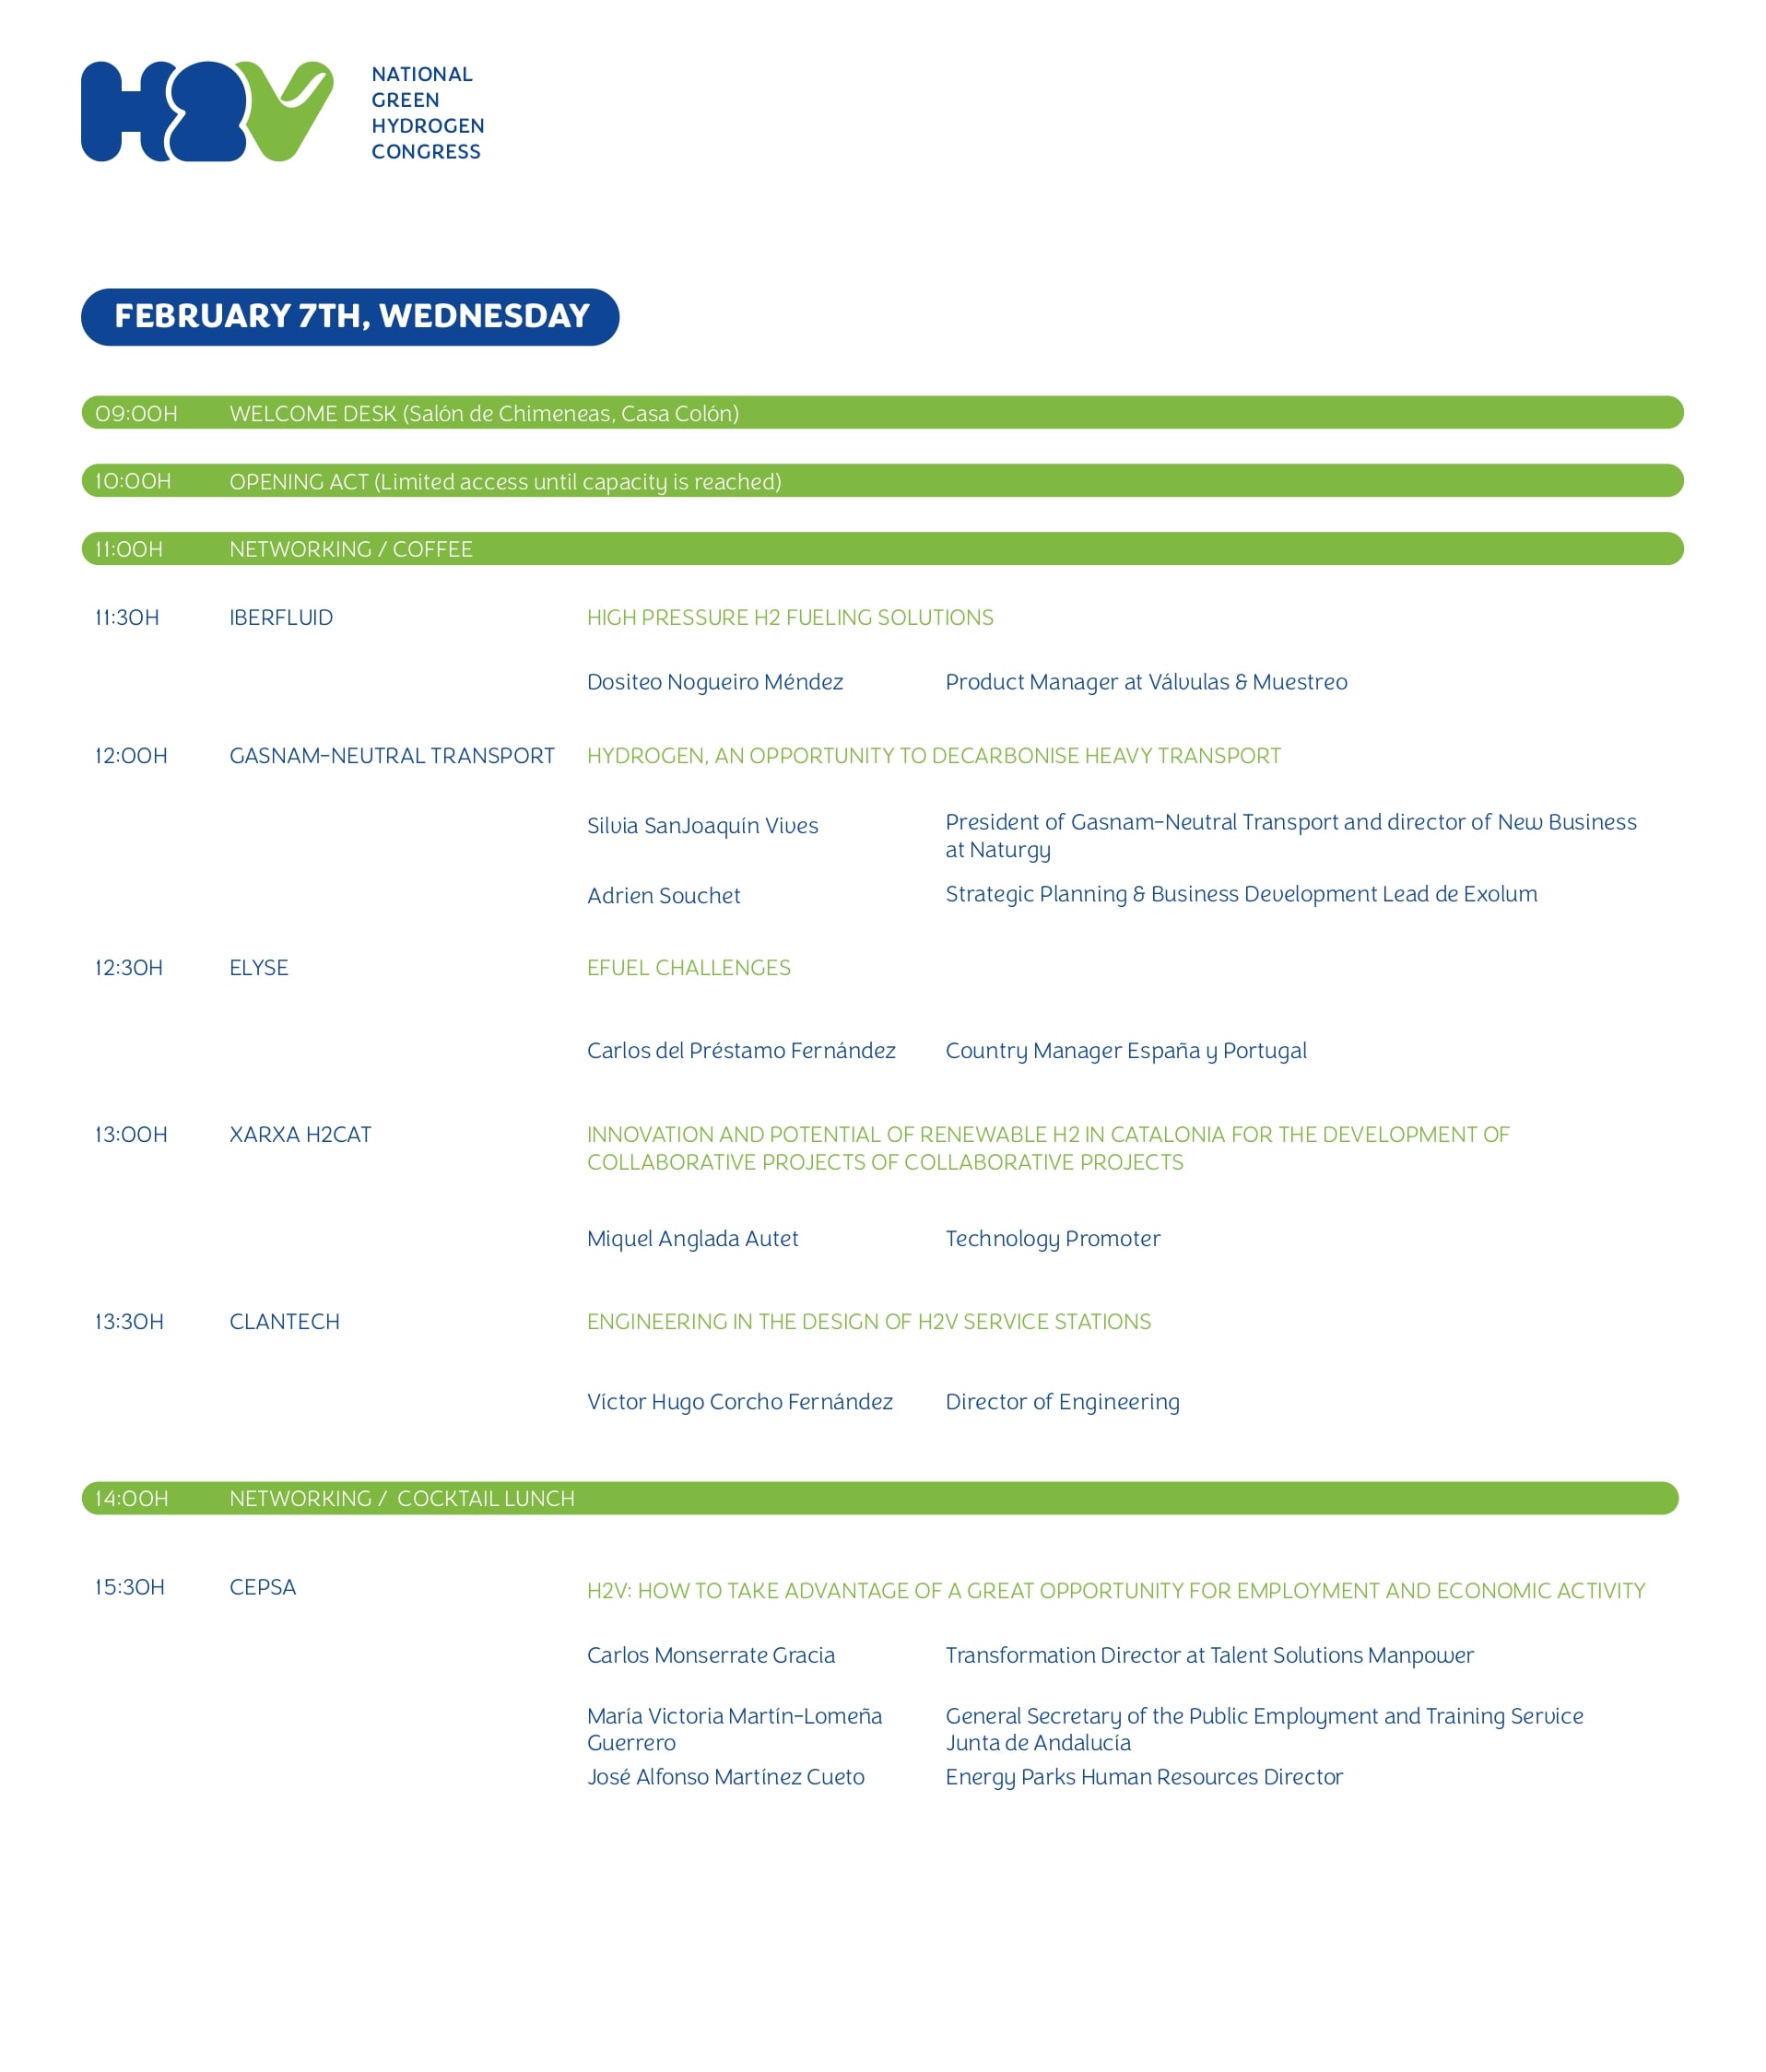 H2V
NATIONAL
GREEN
HYDROGEN
CONGRESS
FEBRUARY 7TH, WEDNESDAY
09:00H WELCOME DESK (Salón de Chimeneas, Casa Colón)
10:00H OPENING ACT (Limited access until capacity is reached)
11:00H NETWORKING / COFFEE
11:30H IBERFLUID HIGH PRESSURE H2 FUELING SOLUTIONS
Dositeo Nogueiro Méndez Product Manager at Válvulas & Muestreo
12:00H GASNAM-NEUTRAL TRANSPORT HYDROGEN, AN OPPORTUNITY TO DECARBONISE HEAVY TRANSPORT
Silvia SanJoaquín Vives President of Gasnam-Neutral Transport and director of New Business
at Naturgy
Adrien Souchet Strategic Planning & Business Development Lead de Exolum
12:30H ELYSE EFUEL CHALLENGES
Carlos del Préstamo Fernández Country Manager España y Portugal
13:00H XARXA H2CAT INNOVATION AND POTENTIAL OF RENEWABLE H2 IN CATALONIA FOR THE DEVELOPMENT OF
COLLABORATIVE PROJECTS OF COLLABORATIVE PROJECTS
Miquel Anglada Autet Technology Promoter
13:30H CLANTECH ENGINEERING IN THE DESIGN OF H2V SERVICE STATIONS
Víctor Hugo Corcho Fernández Director of Engineering
14:00H NETWORKING / COCKTAIL LUNCH
15:30H CEPSA H2V: HOW TO TAKE ADVANTAGE OF A GREAT OPPORTUNITY FOR EMPLOYMENT AND ECONOMIC ACTIVITY
Carlos Monserrate Gracia Transformation Director at Talent Solutions Manpower
María Victoria Martín-Lomeña General Secretary of the Public Employment and Training Service
Guerrero Junta de Andalucía
José Alfonso Martínez Cueto Energy Parks Human Resources Director